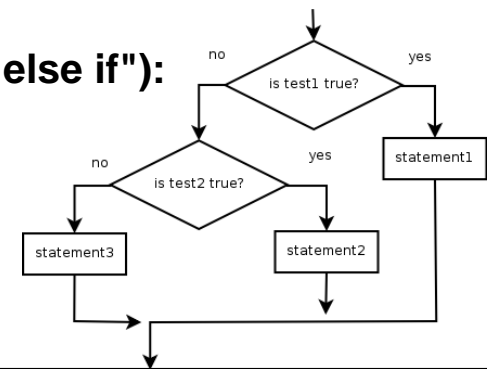 else if"):
no
yes
is test1 true?
statement1
no
yes
is test2 true?
statement3
statement2